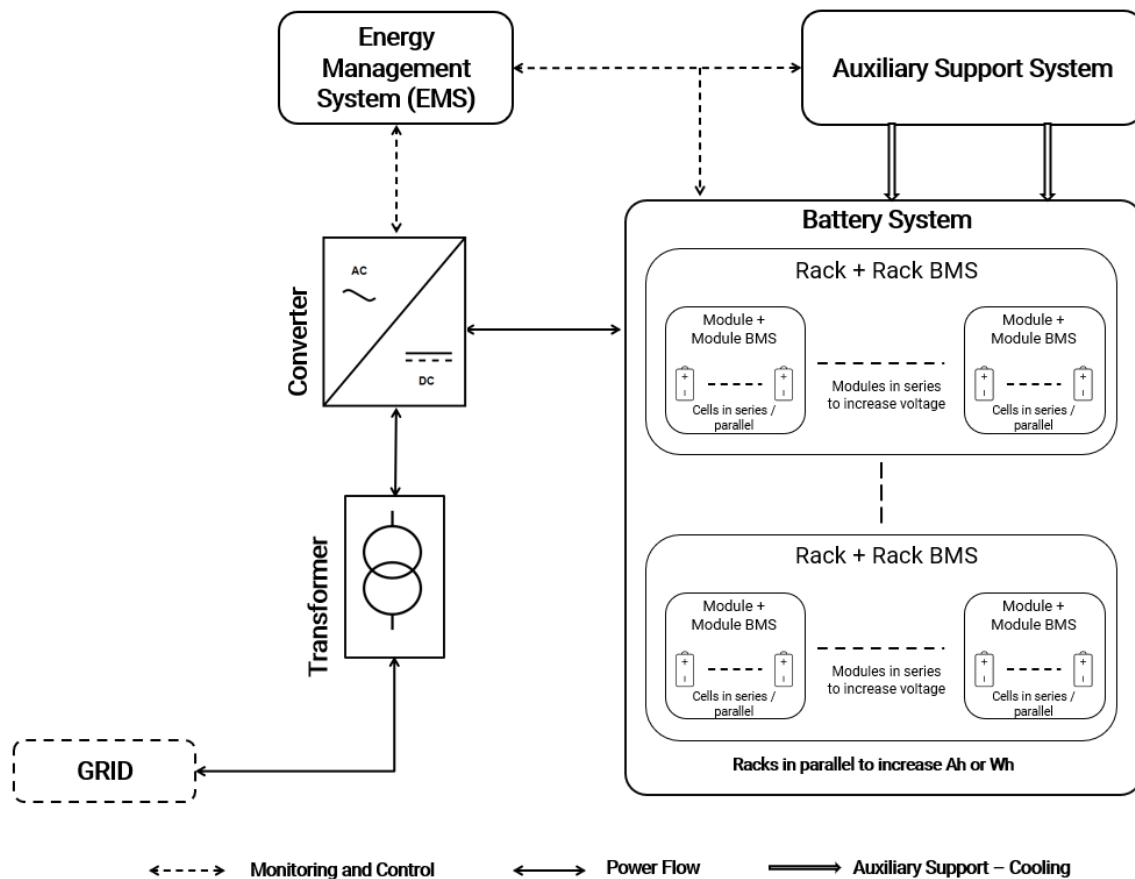 Energy
Management
System (EMS)
Auxiliary Support System
Battery System
Rack + Rack BMS
Module +
Module BMS
+
Cells in series /
parallel
Modules in series
to increase voltage
Module +
Module BMS
Cells in series /
parallel
AC
DC
Converter
Rack + Rack BMS
Module +
Module BMS
Cells in series /
parallel
Modules in series
to increase voltage
Module +
Module BMS
Cells in series /
parallel
Racks in parallel to increase Ah or Wh
Transformer
GRID
Monitoring and Control
Power Flow
Auxiliary Support – Cooling